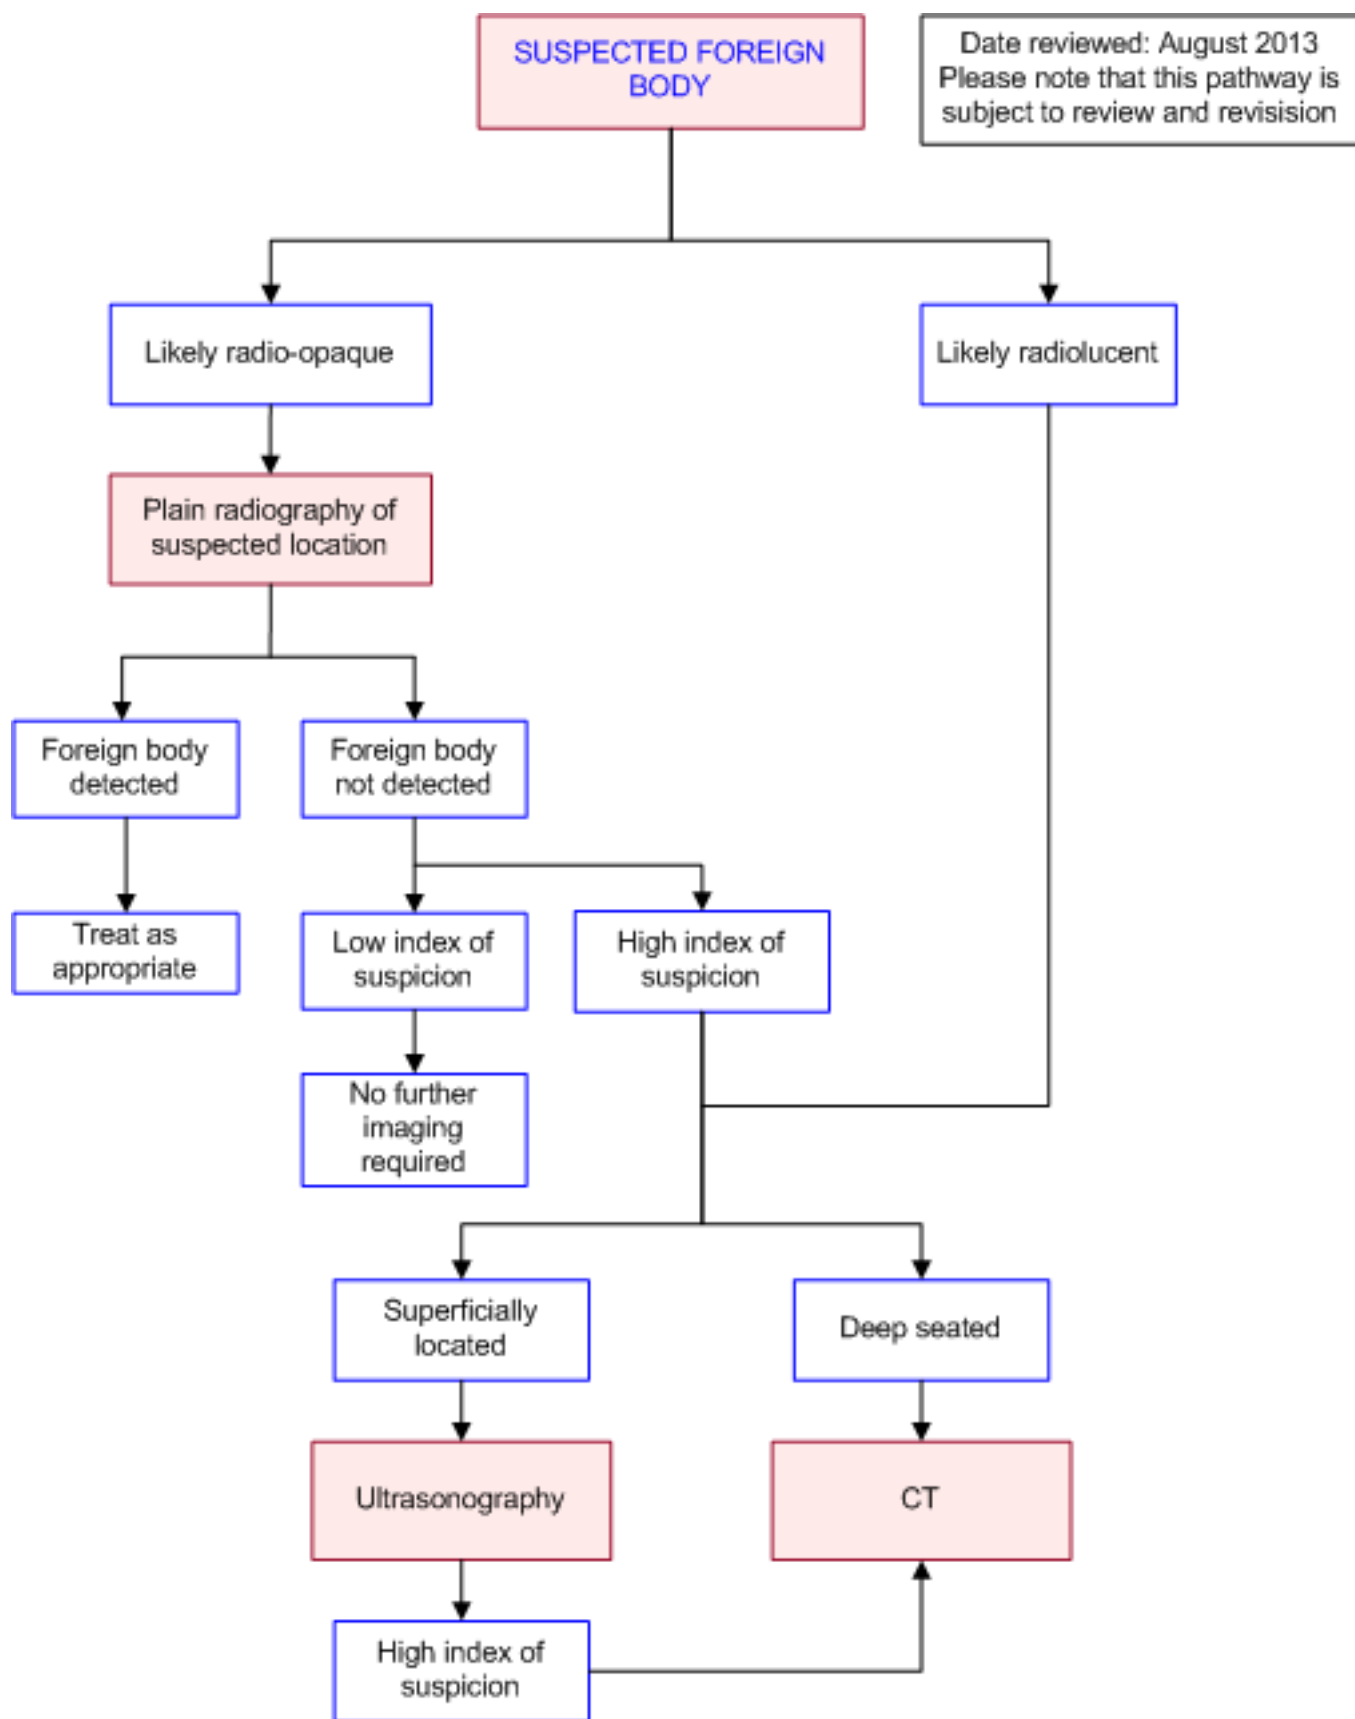 SUSPECTED FOREIGN
BODY
Date reviewed: August 2013
Please note that this pathway is
subject to review and revisision
Likely radio-opaque
Likely radiolucent
Plain radiography of
suspected location
Foreign body
detected
Foreign body
not detected
Treat as
appropriate
Low index of
suspicion
High index of
suspicion
No further
imaging
required
Superficially
located
Deep seated
Ultrasonography
CT
High index of
suspicion